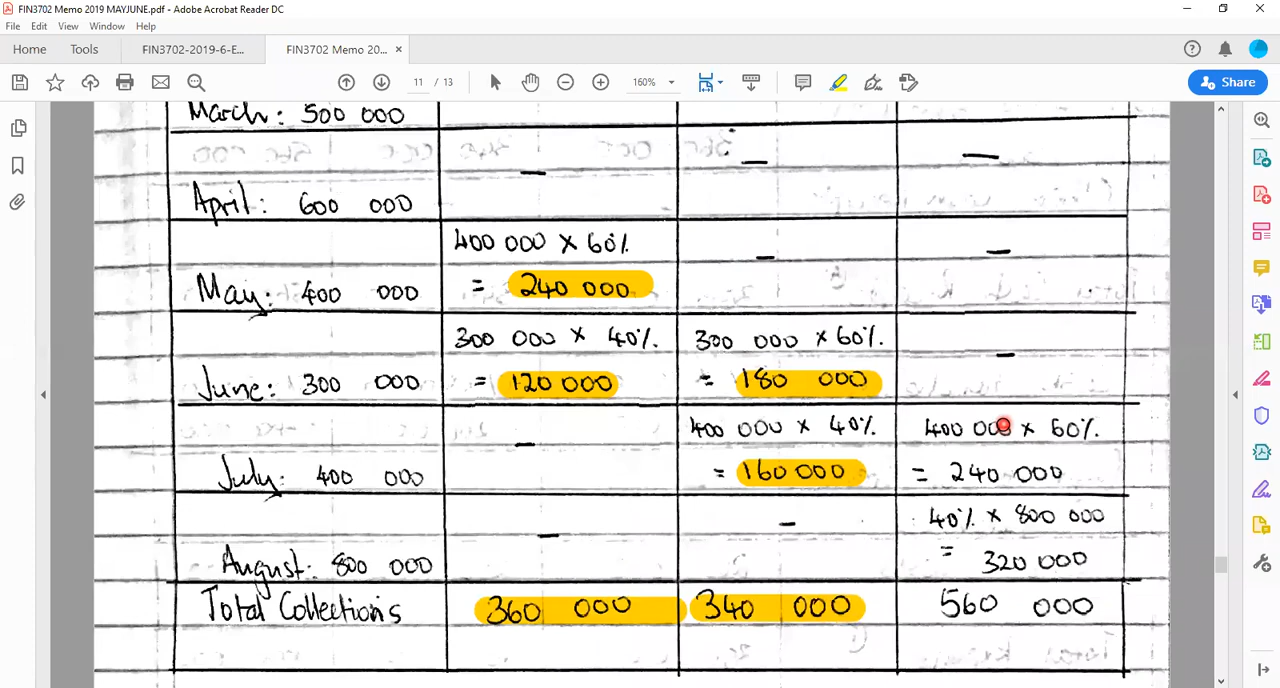 FIN3702 Memo 2019 MAYJUNE.pdf - Adobe Acrobat Reader DC
File Edit View Window Help
Home Tools FIN3702-2019-6-E... FIN3702 Memo 20... ×
11 / 13 160% Share
March: 500 000
— — —
April: 600 000
400 000 × 60%
— —
May: 400 000 = 240 000
300 000 × 40% 300 000 × 60%
—
June: 300 000 = 120 000 = 180 000
400 000 × 40% 400 000 × 60%
—
July: 400 000 = 160 000 = 240 000
40% × 800 000
— —
August: 800 000 = 320 000
Total Collections 360 000 340 000 560 000